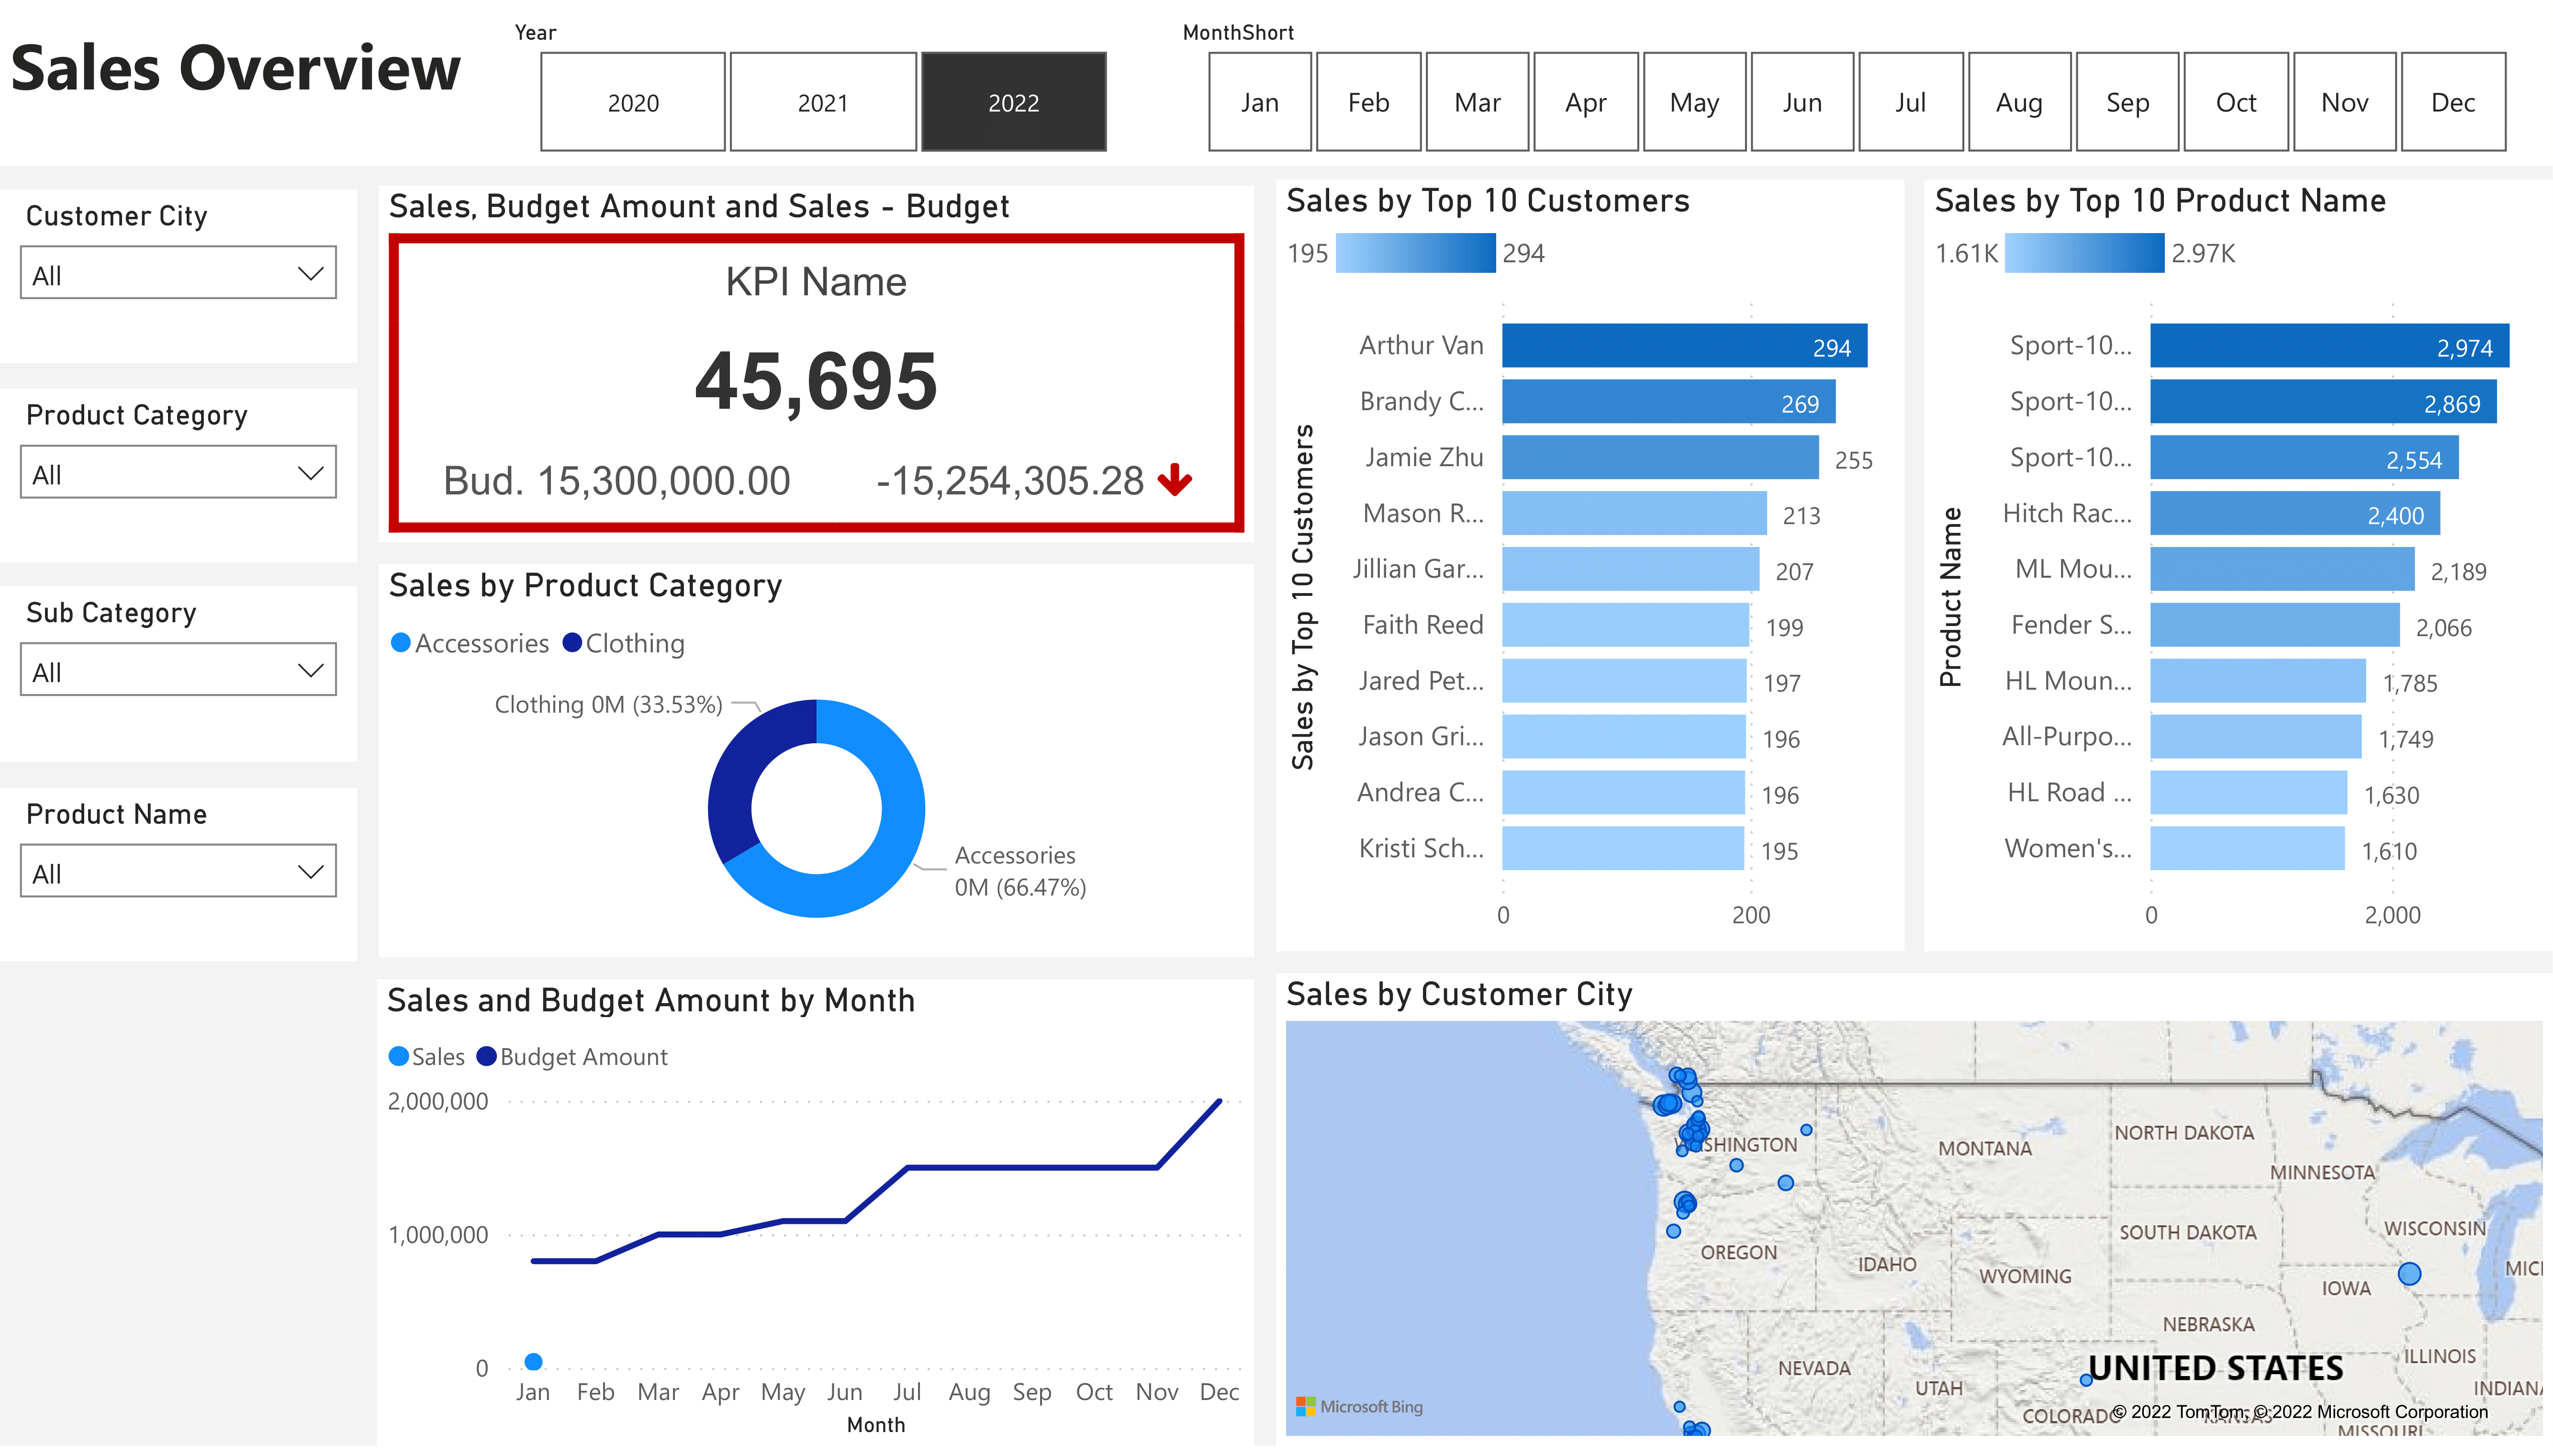 Sales Overview
Year
2020
2021
2022
MonthShort
Jan
Feb
Mar
Apr
May
Jun
Jul
Aug
Sep
Oct
Nov
Dec
Customer City
All
Product Category
All
Sub Category
All
Product Name
All
Sales, Budget Amount and Sales - Budget
KPI Name
45,695
Bud. 15,300,000.00
-15,254,305.28
Sales by Product Category
Accessories
Clothing
Clothing 0M (33.53%)
Accessories
0M (66.47%)
Sales and Budget Amount by Month
Sales
Budget Amount
2,000,000
1,000,000
0
Jan Feb Mar Apr May Jun Jul Aug Sep Oct Nov Dec
Month
Sales by Top 10 Customers
195
294
Sales by Top 10 Customers
Arthur Van 294
Brandy C... 269
Jamie Zhu 255
Mason R... 213
Jillian Gar... 207
Faith Reed 199
Jared Pet... 197
Jason Gri... 196
Andrea C... 196
Kristi Sch... 195
0 200
Sales by Top 10 Product Name
1.61K
2.97K
Product Name
Sport-10... 2,974
Sport-10... 2,869
Sport-10... 2,554
Hitch Rac... 2,400
ML Mou... 2,189
Fender S... 2,066
HL Moun... 1,785
All-Purpo... 1,749
HL Road ... 1,630
Women's... 1,610
0 2,000
Sales by Customer City
NORTH DAKOTA
MONTANA
MINNESOTA
SOUTH DAKOTA
WISCONSIN
OREGON
IDAHO
WYOMING
IOWA
NEBRASKA
ILLINOIS
NEVADA
UTAH
UNITED STATES
Microsoft Bing
© 2022 TomTom, © 2022 Microsoft Corporation